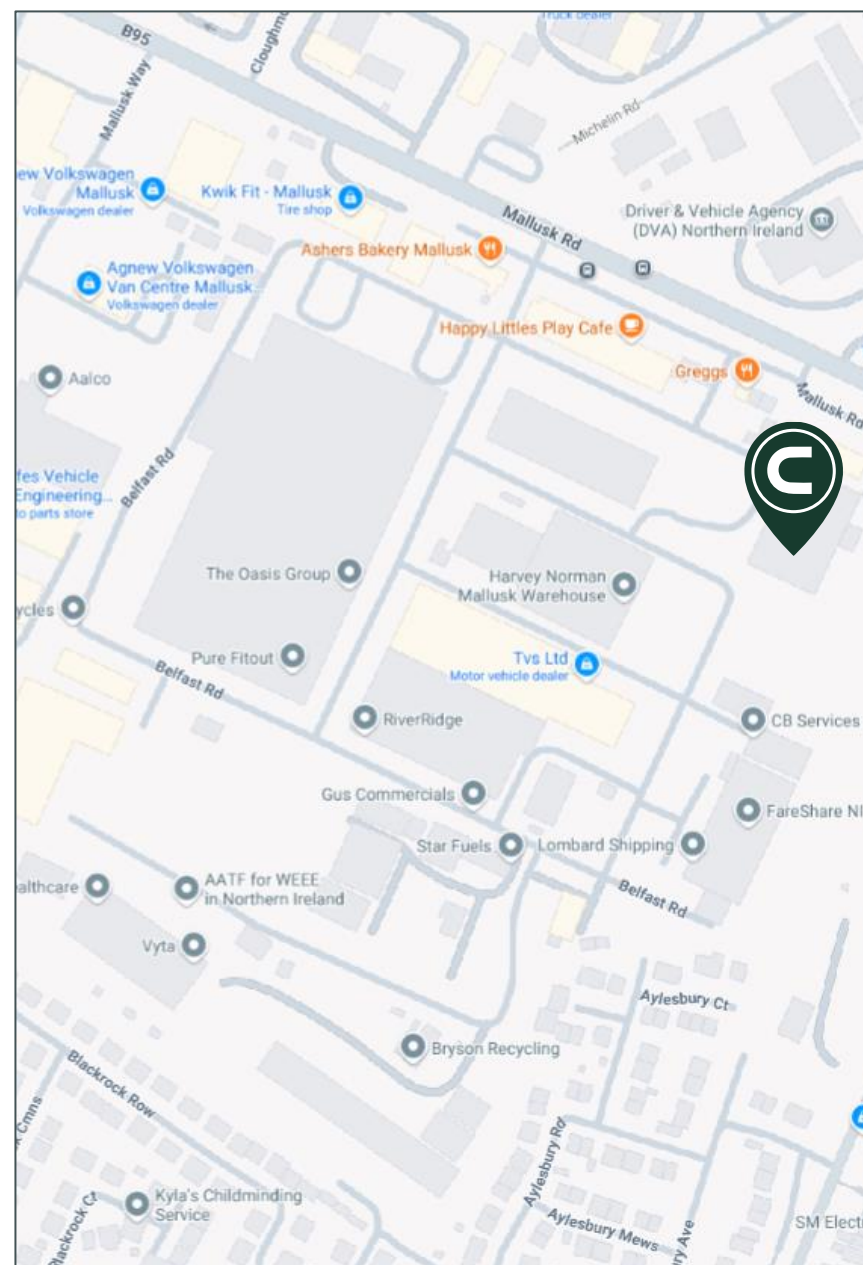 Truck dealer
B95
Cloughm
Mallusk Way
Michelin Rd
ew Volkswagen
Mallusk
Volkswagen dealer
Kwik Fit - Mallusk
Tire shop
Mallusk Rd
Driver & Vehicle Agency
(DVA) Northern Ireland
Ashers Bakery Mallusk
Agnew Volkswagen
Van Centre Mallusk...
Volkswagen dealer
Happy Littles Play Cafe
Greggs
Aalco
Mallusk Rd
C
fes Vehicle
Engineering...
to parts store
Belfast Rd
The Oasis Group
Harvey Norman
Mallusk Warehouse
ycles
Pure Fitout
Tvs Ltd
Motor vehicle dealer
Belfast Rd
RiverRidge
CB Services
Gus Commercials
FareShare NI
Star Fuels
Lombard Shipping
althcare
AATF for WEEE
in Northern Ireland
Belfast Rd
Vyta
Aylesbury Ct
Bryson Recycling
Blackrock Row
k Cmns
Aylesbury Rd
Kyla's Childminding
Service
Blackrock Ct
Aylesbury Mews
ry Ave
SM Electi